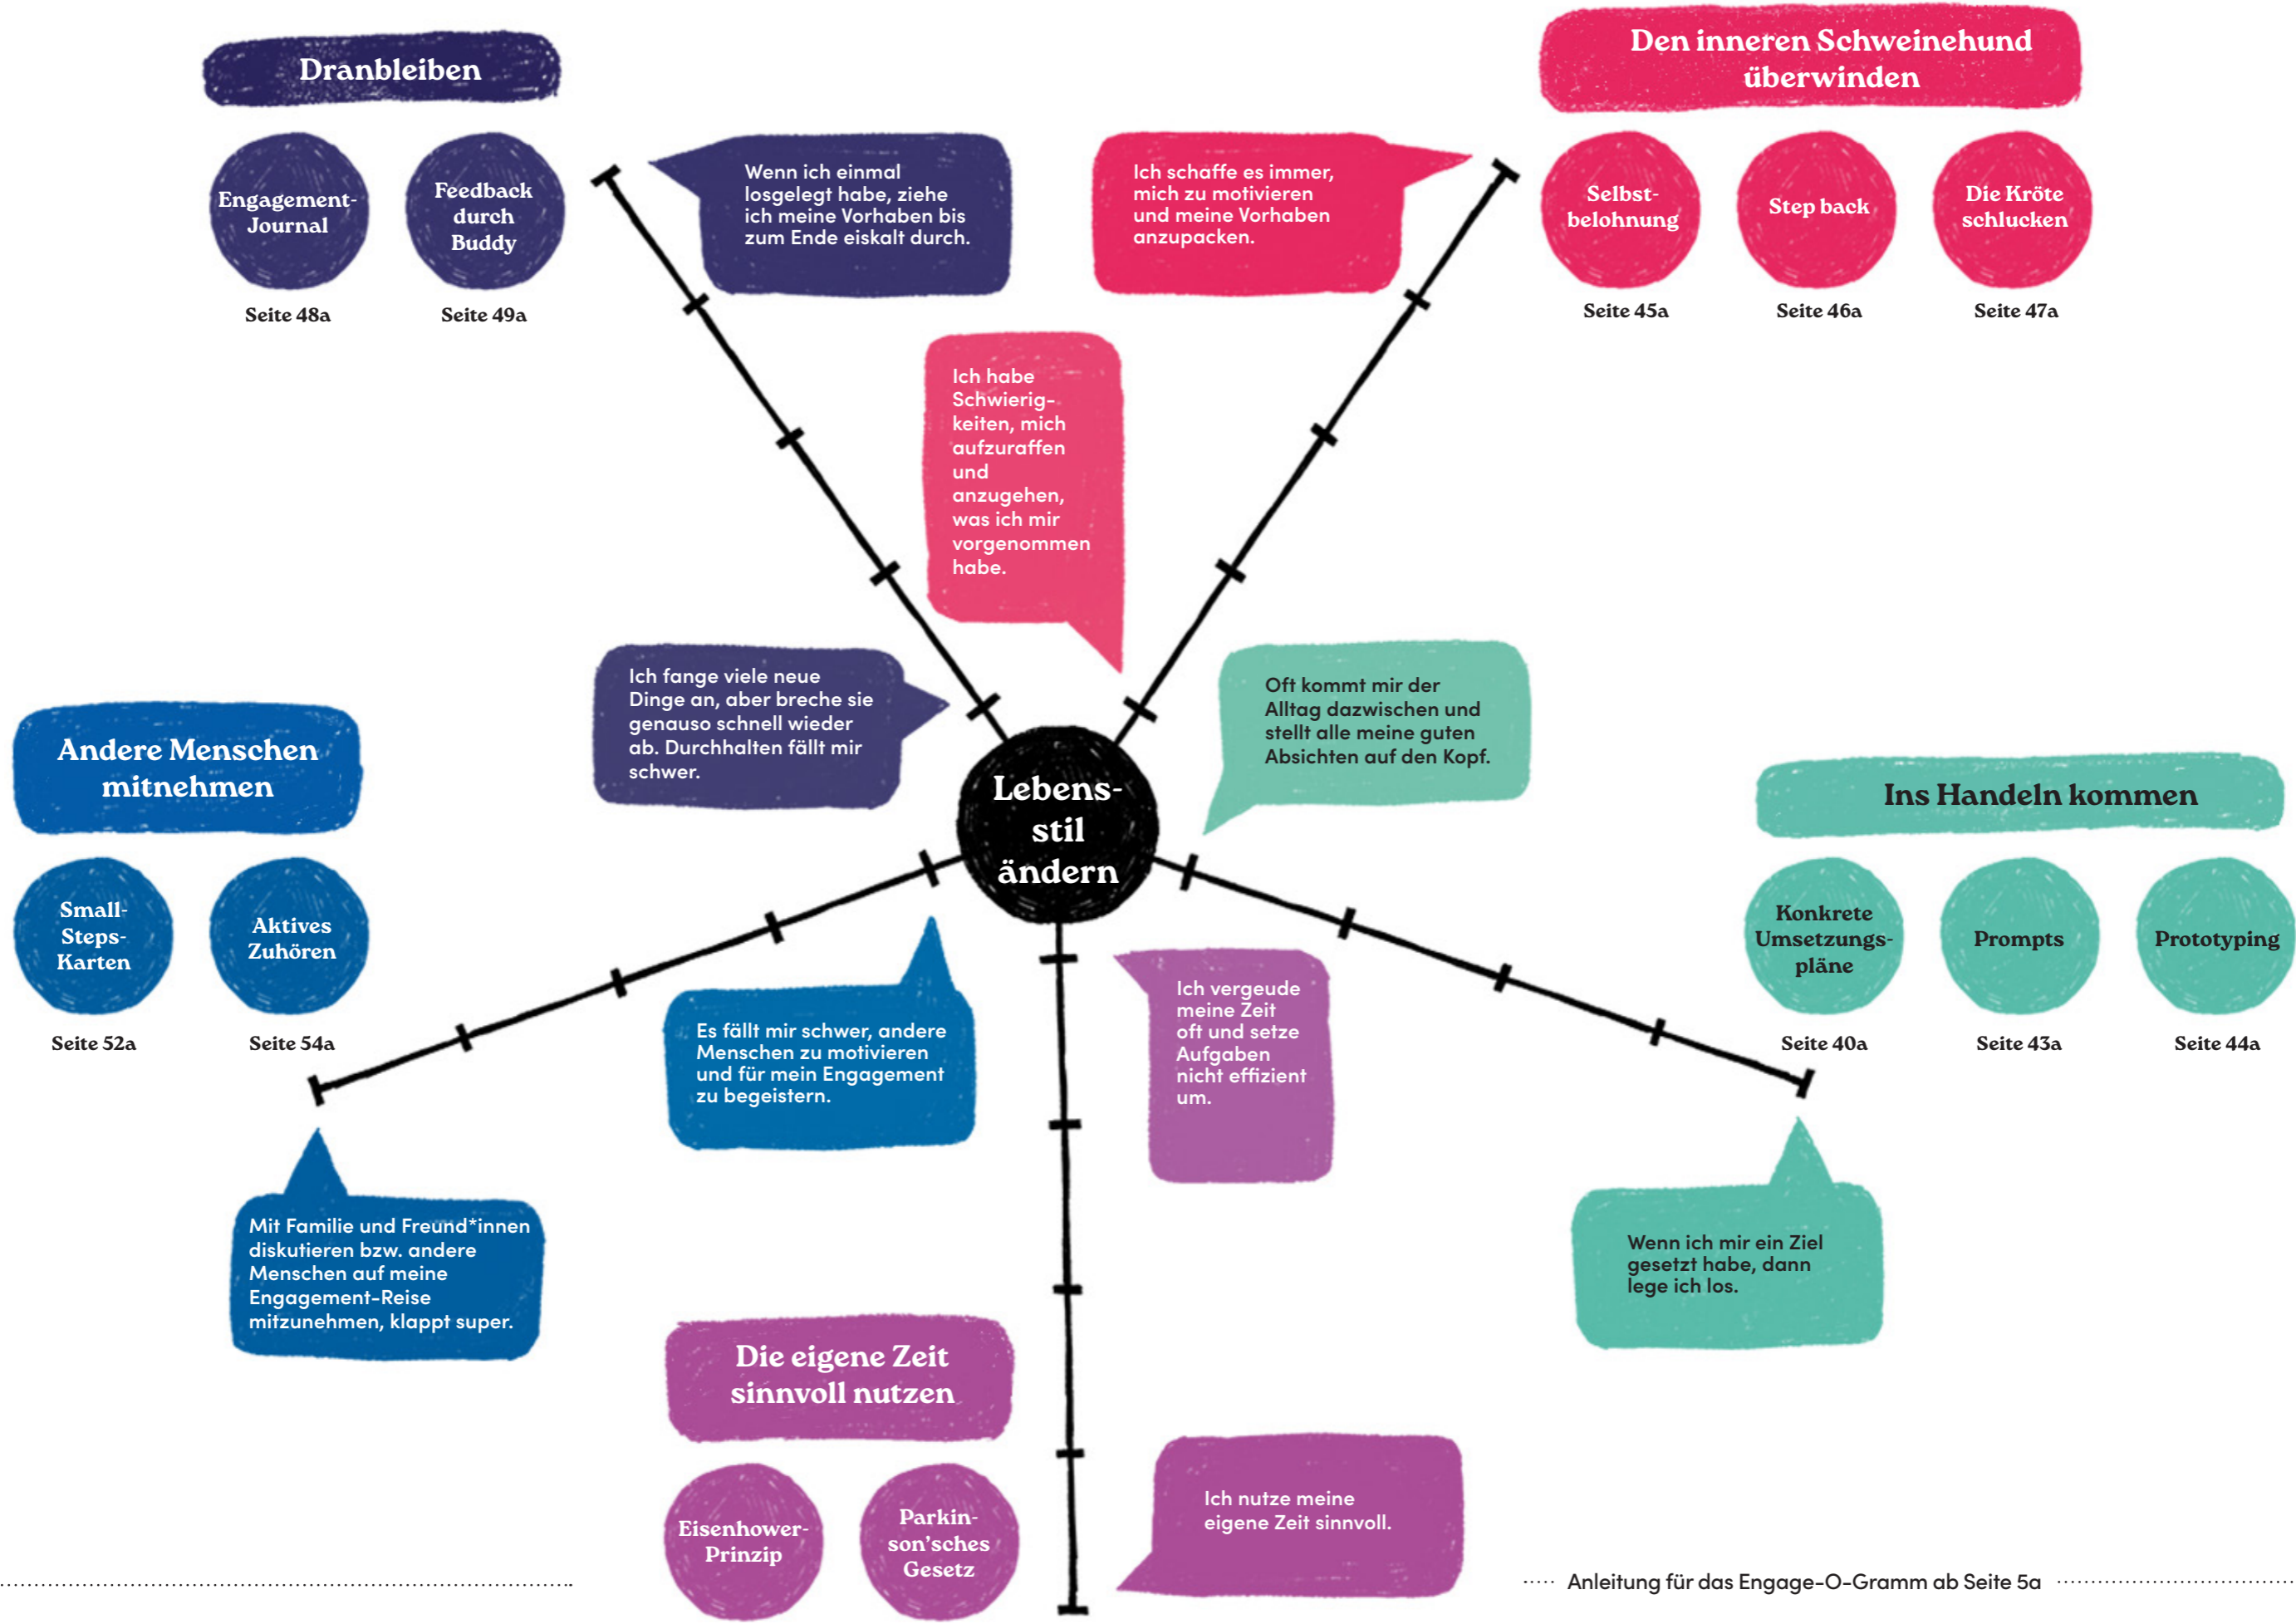 Dranbleiben
Engagement-
Journal
Seite 48a
Feedback
durch
Buddy
Seite 49a
Wenn ich einmal
losgelegt habe, ziehe
ich meine Vorhaben bis
zum Ende eiskalt durch.
Ich schaffe es immer,
mich zu motivieren
und meine Vorhaben
anzupacken.
Den inneren Schweinehund
überwinden
Selbst-
belohnung
Seite 45a
Step back
Seite 46a
Die Kröte
schlucken
Seite 47a
Ich habe
Schwierig-
keiten, mich
aufzuraffen
und
anzugehen,
was ich mir
vorgenommen
habe.
Ich fange viele neue
Dinge an, aber breche sie
genauso schnell wieder
ab. Durchhalten fällt mir
schwer.
Oft kommt mir der
Alltag dazwischen und
stellt alle meine guten
Absichten auf den Kopf.
Lebens-
stil
ändern
Andere Menschen
mitnehmen
Small-
Steps-
Karten
Seite 52a
Aktives
Zuhören
Seite 54a
Ins Handeln kommen
Konkrete
Umsetzungs-
pläne
Seite 40a
Prompts
Seite 43a
Prototyping
Seite 44a
Es fällt mir schwer, andere
Menschen zu motivieren
und für mein Engagement
zu begeistern.
Ich vergeude
meine Zeit
oft und setze
Aufgaben
nicht effizient
um.
Mit Familie und Freund*innen
diskutieren bzw. andere
Menschen auf meine
Engagement-Reise
mitzunehmen, klappt super.
Wenn ich mir ein Ziel
gesetzt habe, dann
lege ich los.
Die eigene Zeit
sinnvoll nutzen
Eisenhower-
Prinzip
Parkin-
son'sches
Gesetz
Ich nutze meine
eigene Zeit sinnvoll.
Anleitung für das Engage-O-Gramm ab Seite 5a